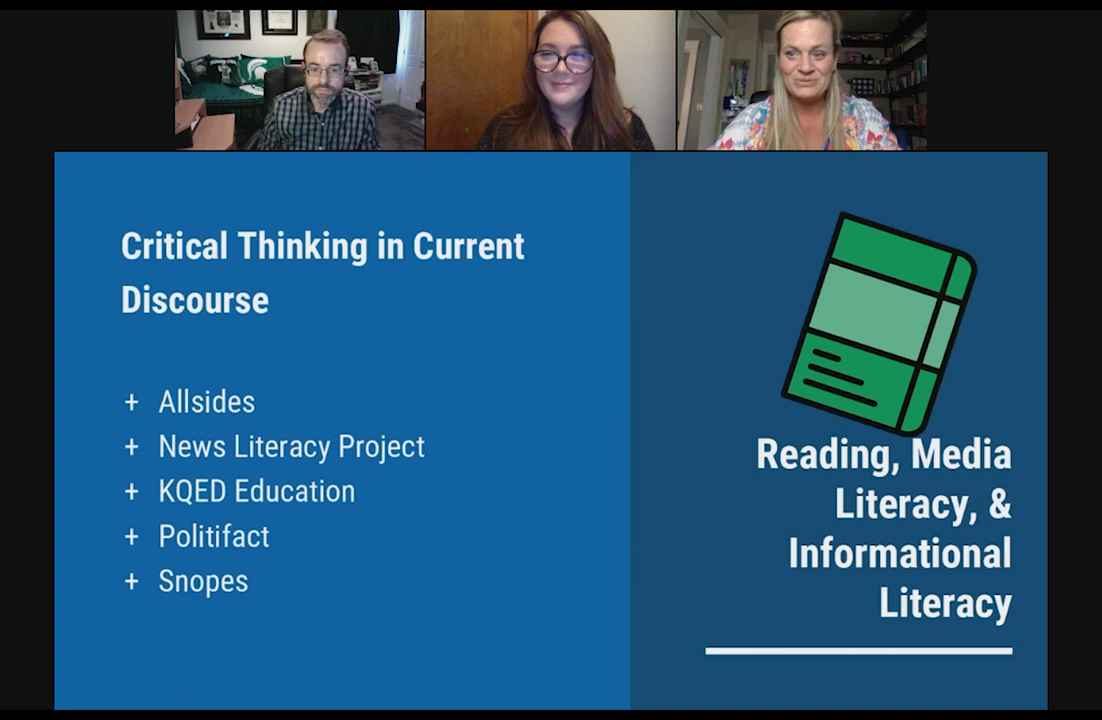 Critical Thinking in Current
Discourse
+ Allsides
+ News Literacy Project
+ KQED Education
+ Politifact
+ Snopes
Reading, Media
Literacy, &
Informational
Literacy